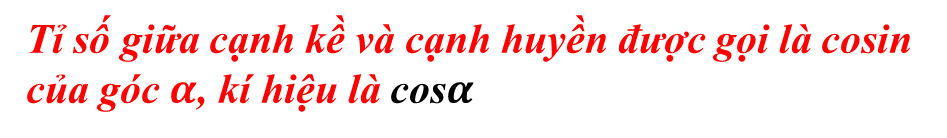 Tỉ số giữa cạnh kề và cạnh huyền được gọi là cosin
của góc α, kí hiệu là cosα